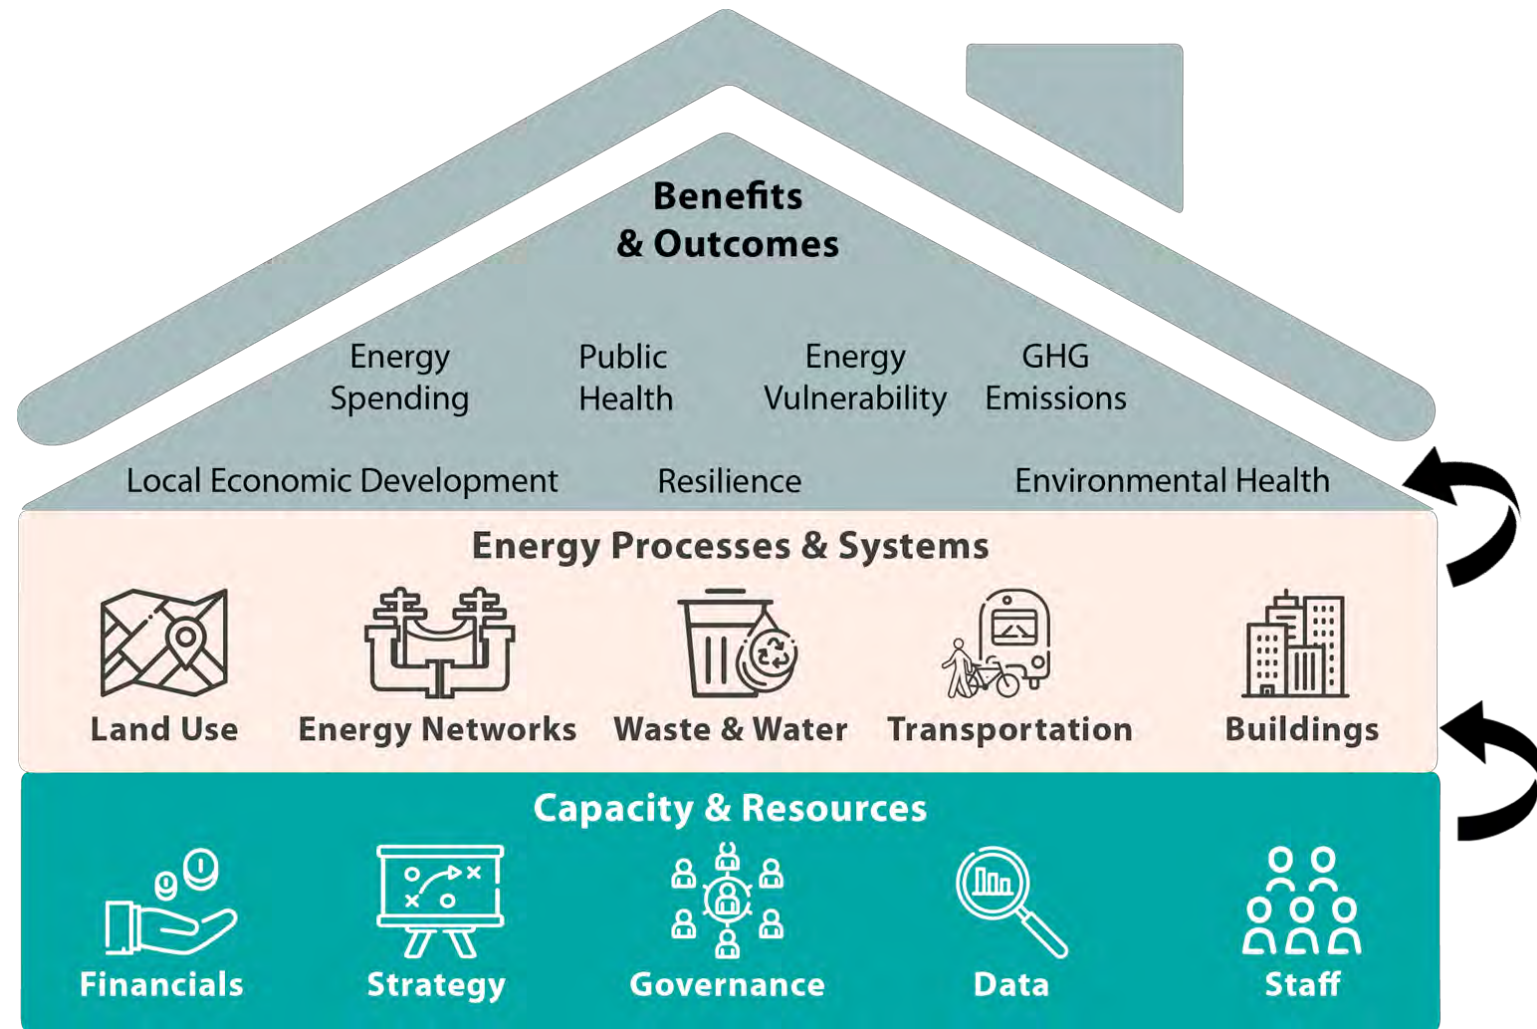 Benefits
& Outcomes
Energy Public Energy GHG
Spending Health Vulnerability Emissions
Local Economic Development Resilience Environmental Health
Energy Processes & Systems
Land Use Energy Networks Waste & Water Transportation Buildings
Capacity & Resources
Financials Strategy Governance Data Staff